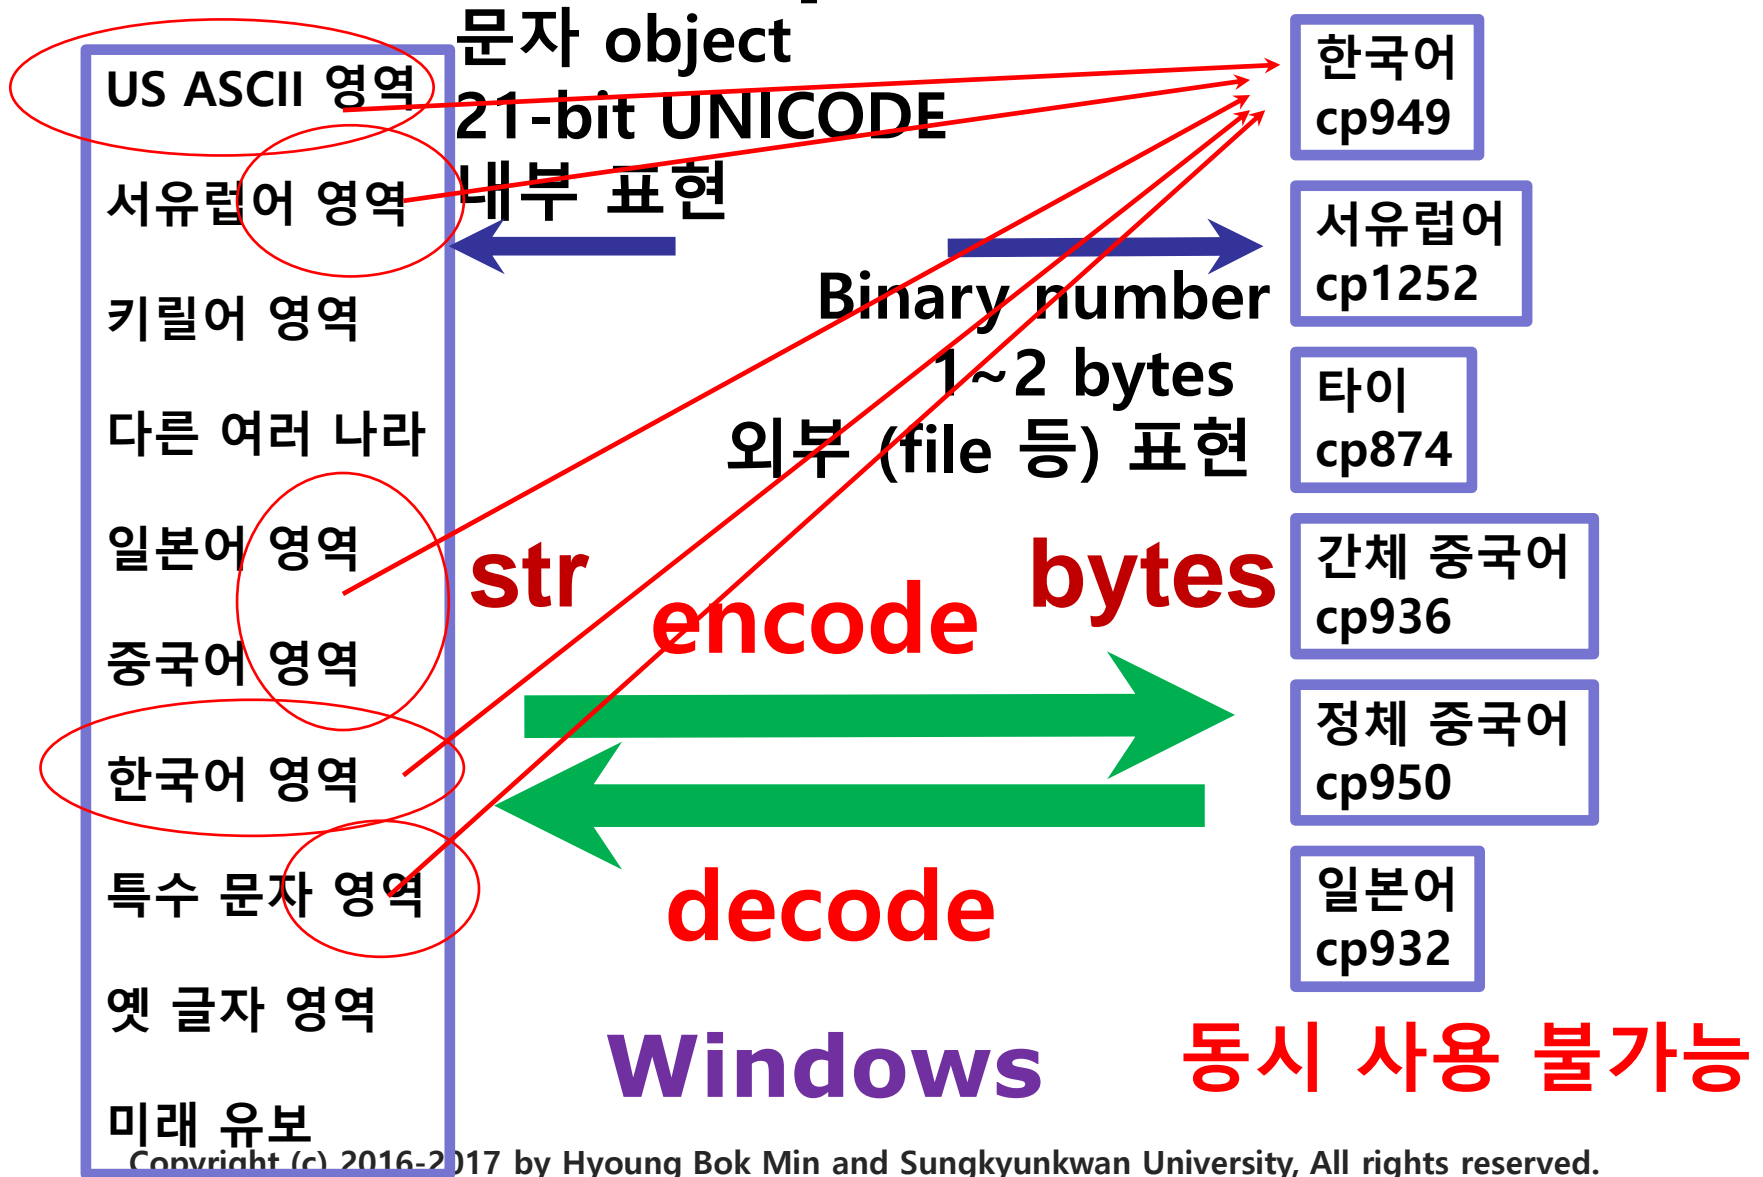 문자 object
21-bit UNICODE
내부 표현
US ASCII 영역
서유럽어 영역
키릴어 영역
다른 여러 나라
일본어 영역
중국어 영역
한국어 영역
특수 문자 영역
옛 글자 영역
미래 유보
Binary number
1~2 bytes
외부 (file 등) 표현
str
bytes
encode
decode
Windows
한국어
cp949
서유럽어
cp1252
타이
cp874
간체 중국어
cp936
정체 중국어
cp950
일본어
cp932
동시 사용 불가능
Copyright (c) 2016-2017 by Hyoung Bok Min and Sungkyunkwan University, All rights reserved.